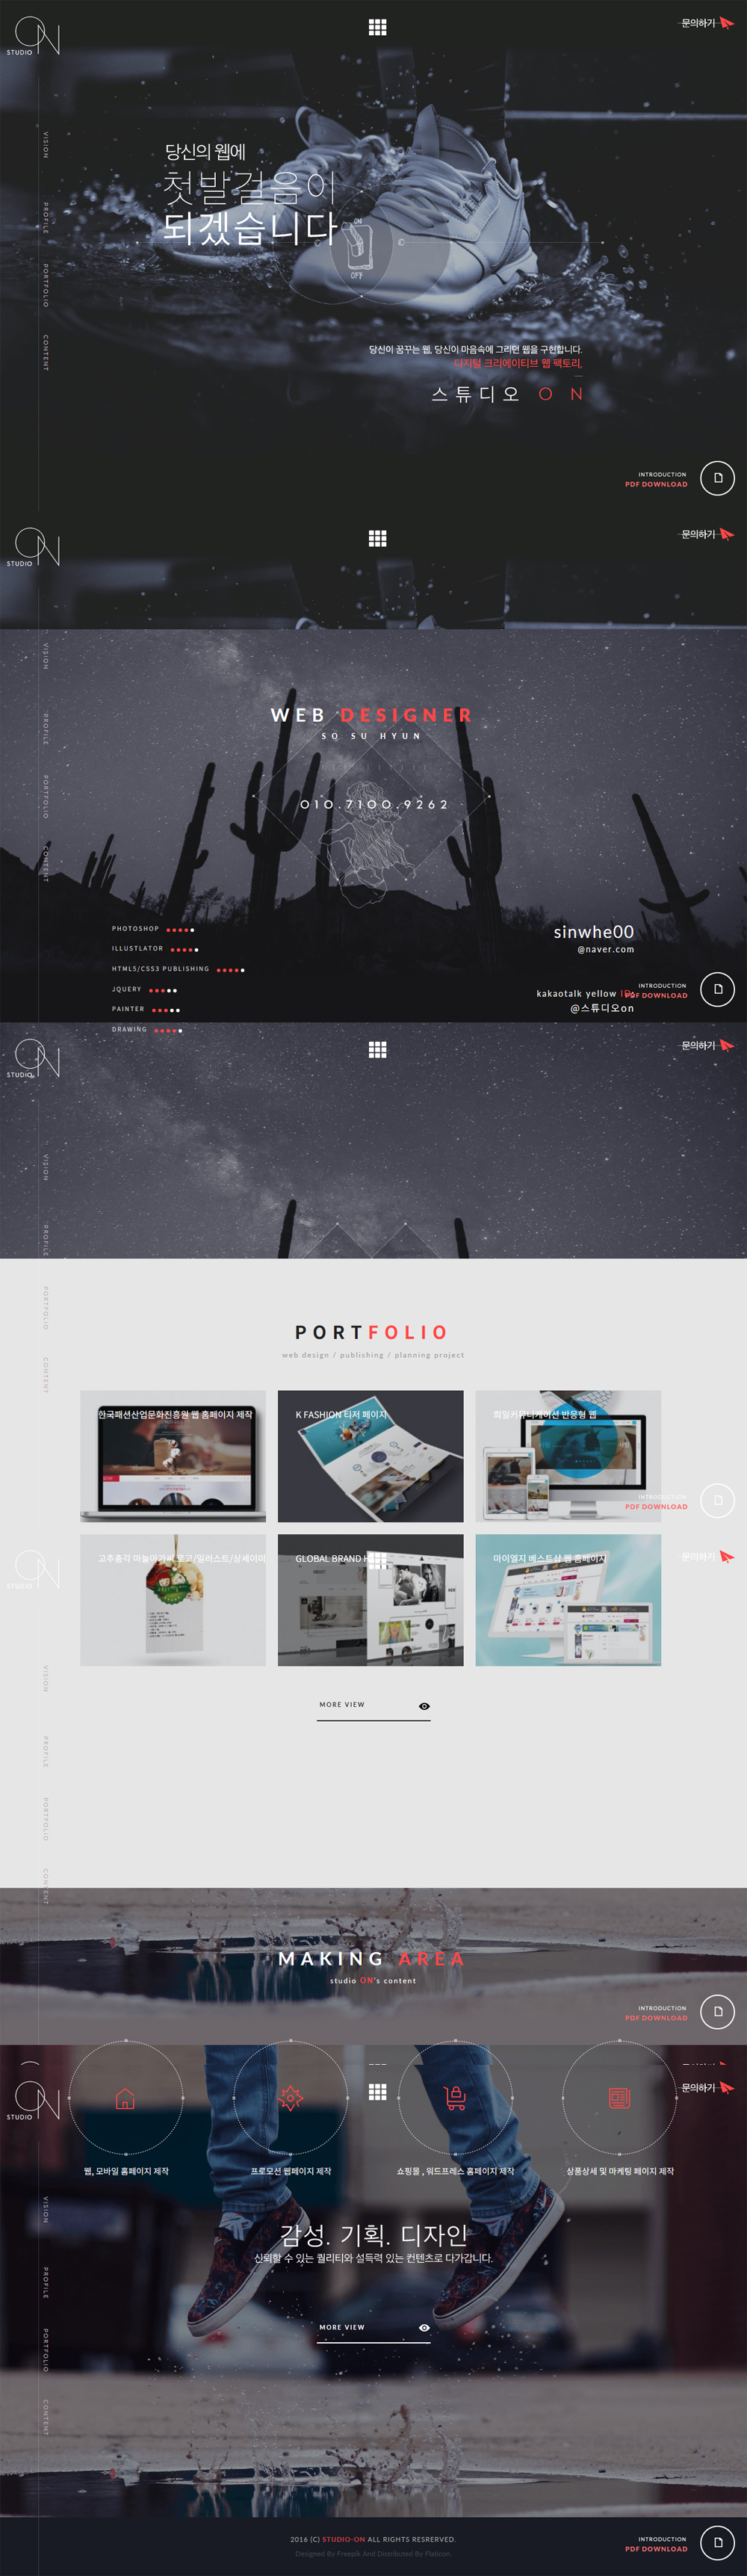 STUDIO ON
문의하기
VISION
PROFILE
PORTFOLIO
CONTENT
당신의 웹에
첫발걸음이
되겠습니다
ON
OFF
당신이 꿈꾸는 웹, 당신이 마음속에 그리던 웹을 구현합니다.
디지털 크리에이티브 웹 팩토리,
스튜디오 ON
INTRODUCTION
PDF DOWNLOAD
STUDIO ON
문의하기
VISION
PROFILE
PORTFOLIO
CONTENT
WEB DESIGNER
SO SU HYUN
010.7100.9262
PHOTOSHOP
ILLUSTLATOR
HTML5/CSS3 PUBLISHING
JQUERY
PAINTER
DRAWING
sinwhe00
@naver.com
kakaotalk yellow ID:
@스튜디오on
INTRODUCTION
PDF DOWNLOAD
STUDIO ON
문의하기
VISION
PROFILE
PORTFOLIO
CONTENT
PORTFOLIO
web design / publishing / planning project
한국패션산업문화진흥원 웹 홈페이지 제작
K FASHION 티저 페이지
희일커뮤니케이션 반응형 웹
INTRODUCTION
PDF DOWNLOAD
고추총각 마늘아가씨 로고/일러스트/상세이미
GLOBAL BRAND H
마이엘지 베스트샵 웹 홈페이지
STUDIO ON
문의하기
MORE VIEW
VISION
PROFILE
PORTFOLIO
CONTENT
MAKING AREA
studio ON's content
INTRODUCTION
PDF DOWNLOAD
STUDIO ON
문의하기
웹, 모바일 홈페이지 제작
프로모션 웹페이지 제작
쇼핑몰 , 워드프레스 홈페이지 제작
상품상세 및 마케팅 페이지 제작
VISION
PROFILE
PORTFOLIO
CONTENT
감성. 기획. 디자인
신뢰할 수 있는 퀄리티와 설득력 있는 컨텐츠로 다가갑니다.
MORE VIEW
2016 (C) STUDIO-ON ALL RIGHTS RESRERVED.
Designed By Freepik And Distributed By Flaticon.
INTRODUCTION
PDF DOWNLOAD